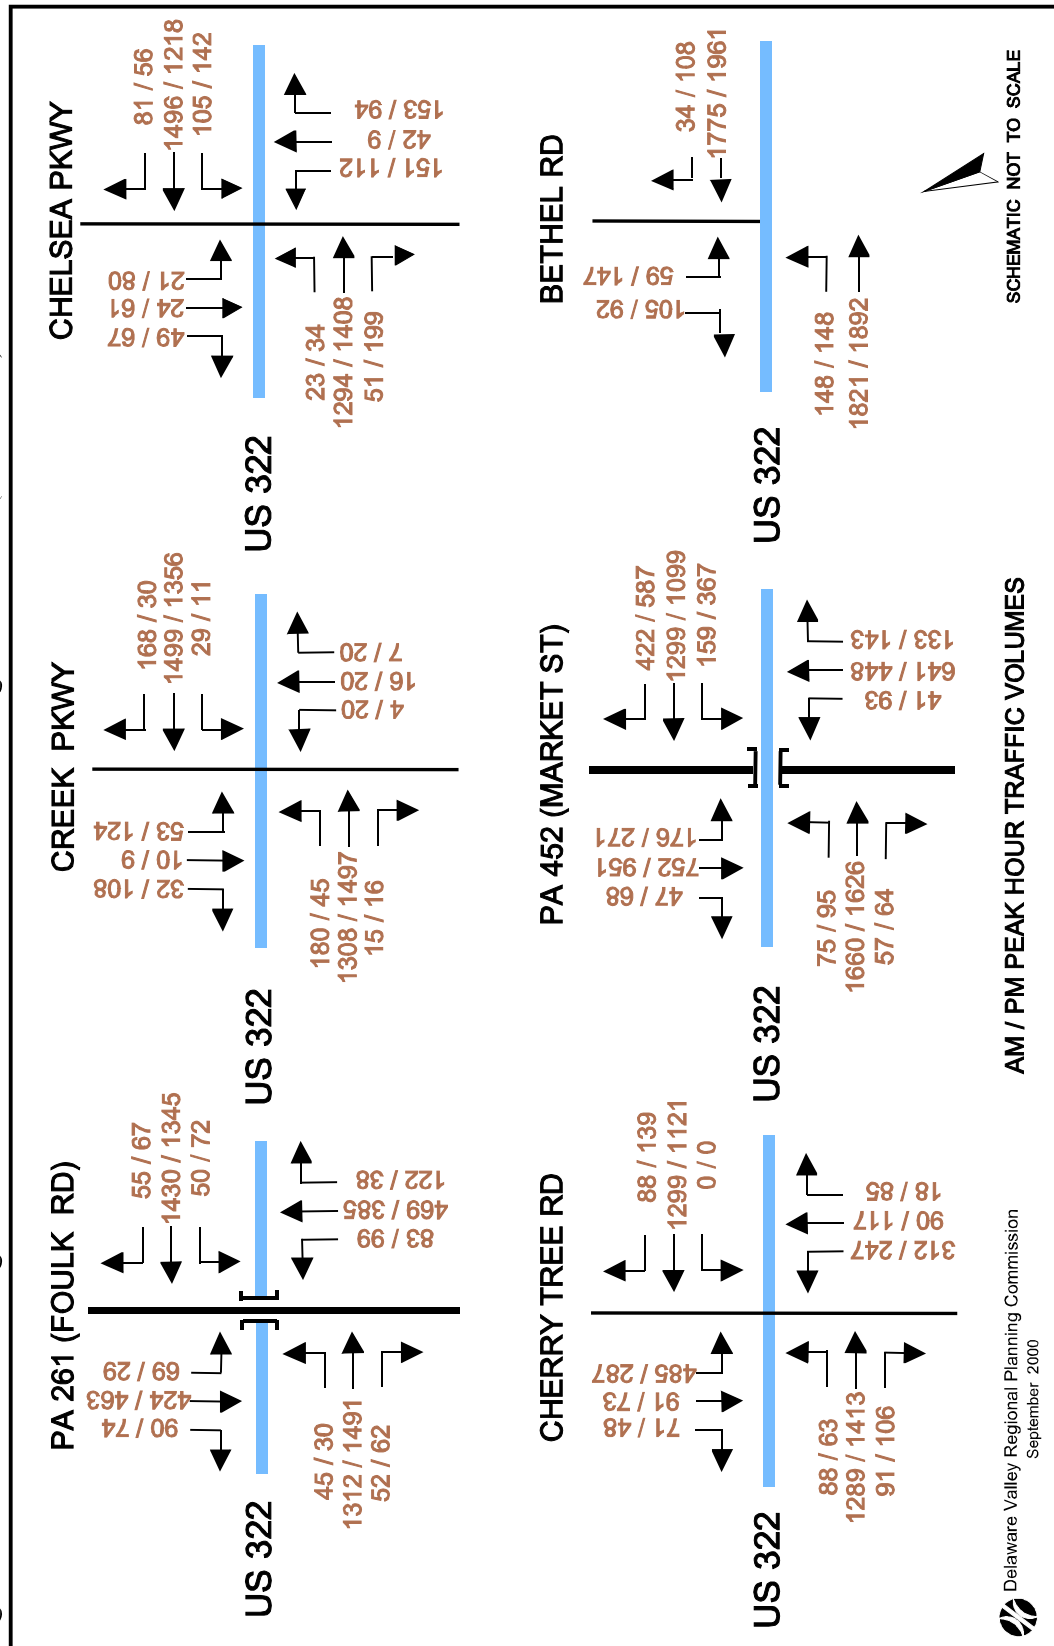 PA 261 (FOULK RD)
55 / 67
1430 / 1345
50 / 72
69 / 29
424 / 463
90 / 74
US 322
122 / 38
469 / 385
83 / 99
45 / 30
1312 / 1491
52 / 62
CREEK PKWY
168 / 30
1499 / 1356
29 / 11
53 / 124
10 / 9
32 / 108
US 322
7 / 20
16 / 20
4 / 20
180 / 45
1308 / 1497
15 / 16
CHELSEA PKWY
81 / 56
1496 / 1218
105 / 142
21 / 80
24 / 61
49 / 67
US 322
153 / 94
42 / 9
151 / 112
23 / 34
1294 / 1408
51 / 199
CHERRY TREE RD
88 / 139
1299 / 1121
0 / 0
485 / 287
91 / 73
71 / 48
US 322
18 / 85
90 / 117
312 / 247
88 / 63
1289 / 1413
91 / 106
PA 452 (MARKET ST)
422 / 587
1299 / 1099
159 / 367
176 / 271
752 / 951
47 / 68
US 322
133 / 143
641 / 448
41 / 93
75 / 95
1660 / 1626
57 / 64
BETHEL RD
34 / 108
1775 / 1961
59 / 147
105 / 92
US 322
148 / 148
1821 / 1892
Delaware Valley Regional Planning Commission
September 2000
AM / PM PEAK HOUR TRAFFIC VOLUMES
SCHEMATIC NOT TO SCALE